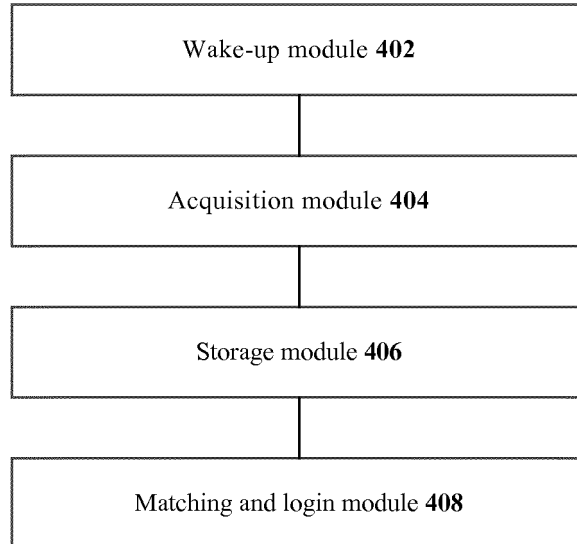 Wake-up module 402
Acquisition module 404
Storage module 406
Matching and login module 408